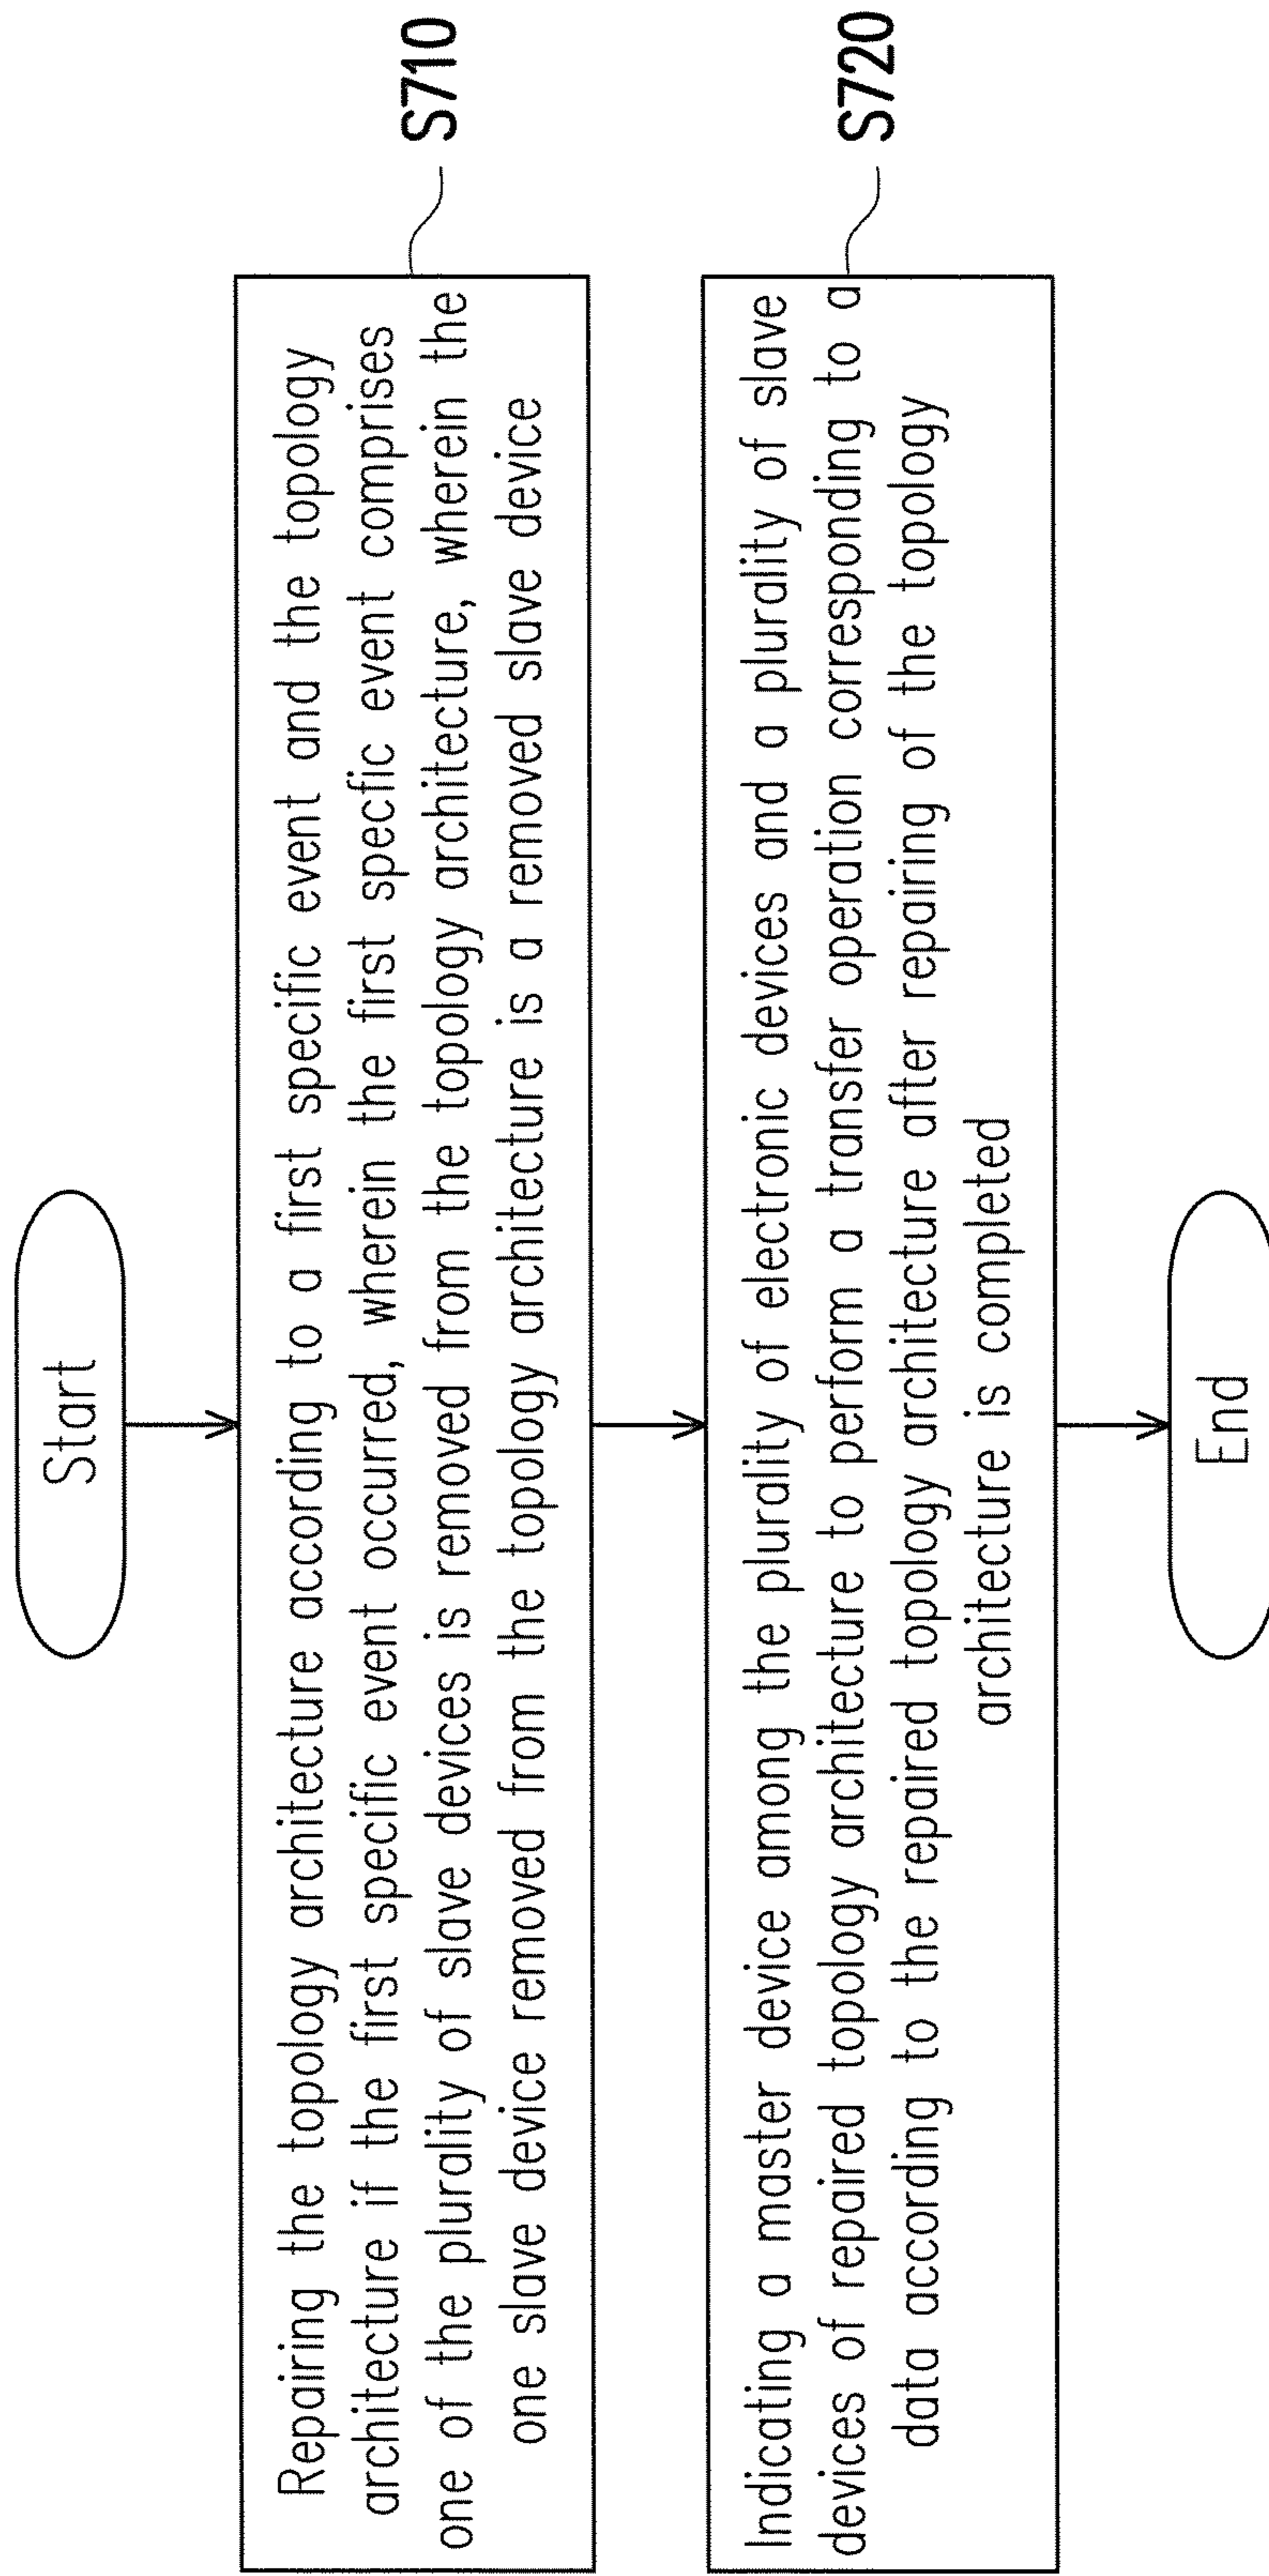 Start
Repairing the topology architecture according to a first specific event and the topology
architecture if the first specific event occurred, wherein the first specfic event comprises
one of the plurality of slave devices is removed from the topology architecture, wherein the
one slave device removed from the topology architecture is a removed slave device
S710
Indicating a master device among the plurality of electronic devices and a plurality of slave
devices of repaired topology architecture to perform a transfer operation corresponding to a
data according to the repaired topology architecture after repairing of the topology
architecture is completed
S720
End